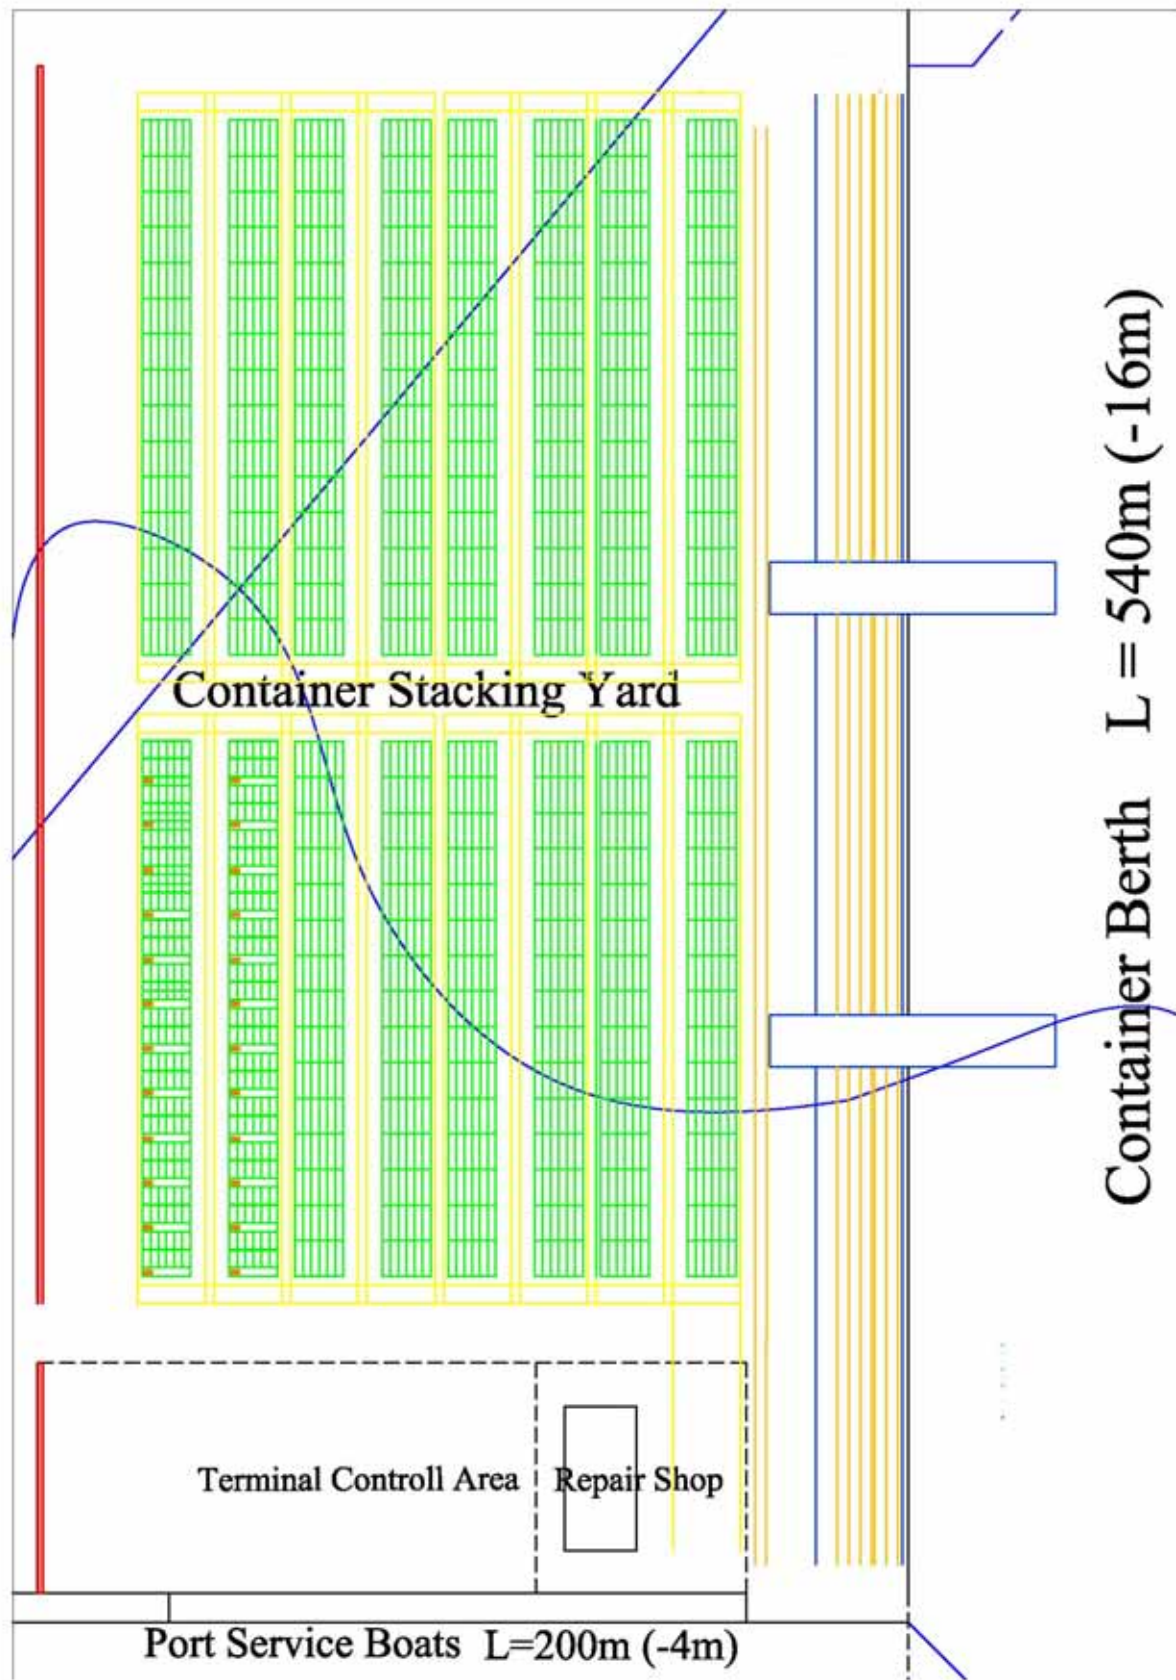 Container Stacking Yard
Container Berth L = 540m (-16m)
Terminal Controll Area
Repair Shop
Port Service Boats L=200m (-4m)